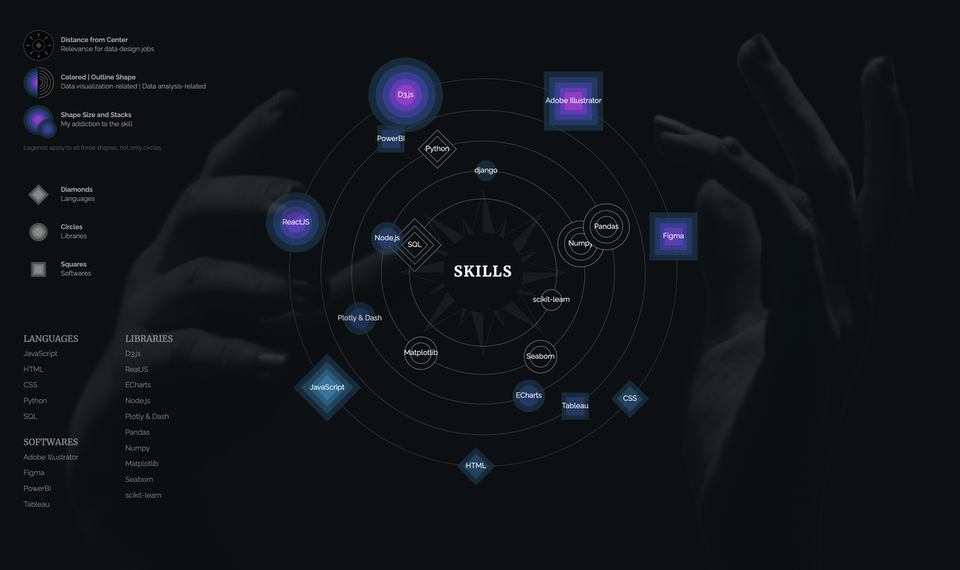 Distance from Center
Relevance for data design jobs
Colored | Outline Shape
Data visualization-related | Data analysis-related
Shape Size and Stacks
My addiction to the skill
Legends apply to all three shapes, not only circles.
Diamonds
Languages
Circles
Libraries
Squares
Softwares
LANGUAGES
JavaScript
HTML
CSS
Python
SQL
SOFTWARES
Adobe Illustrator
Figma
PowerBI
Tableau
LIBRARIES
D3.js
ReatJS
ECharts
Node.js
Plotly & Dash
Pandas
Numpy
Matplotlib
Seaborn
scikit-learn
D3.js
Adobe Illustrator
PowerBI
Python
django
ReactJS
Pandas
Node.js
SQL
Numpy
Figma
SKILLS
scikit-learn
Plotly & Dash
Matplotlib
Seaborn
JavaScript
ECharts
Tableau
CSS
HTML